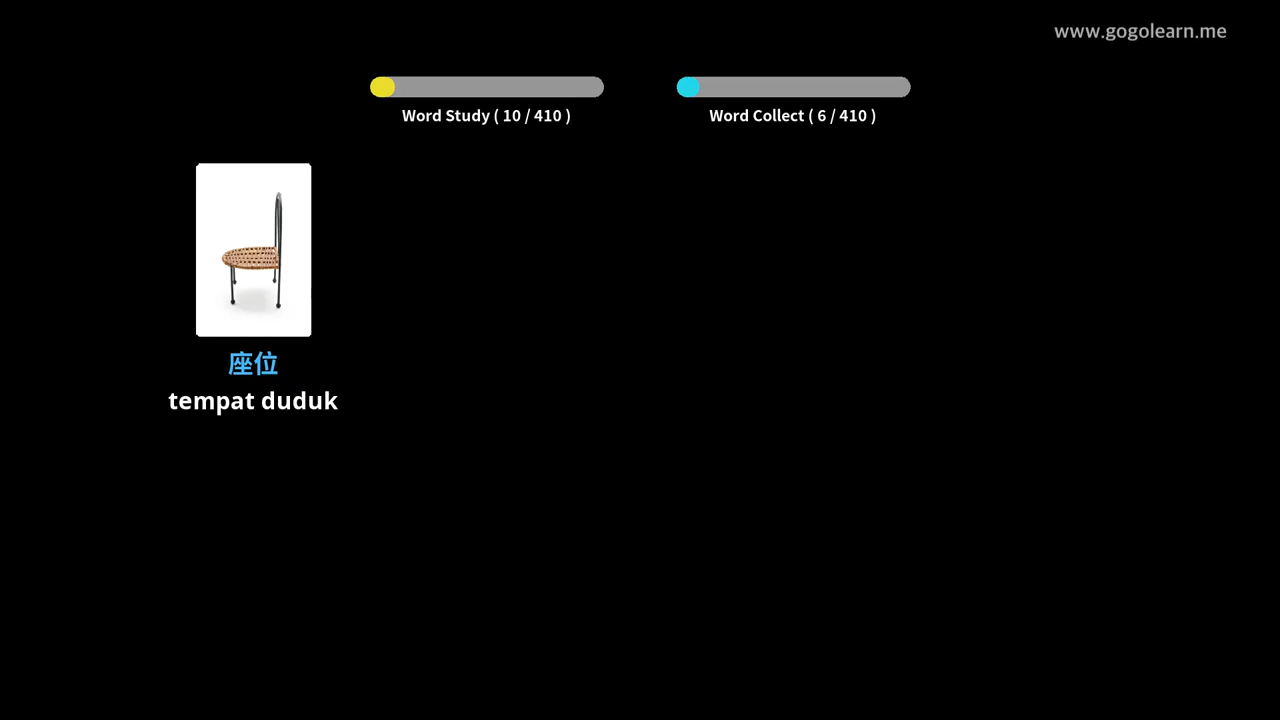 www.gogolearn.me
Word Study ( 10 / 410 )
Word Collect ( 6 / 410 )
座位
tempat duduk